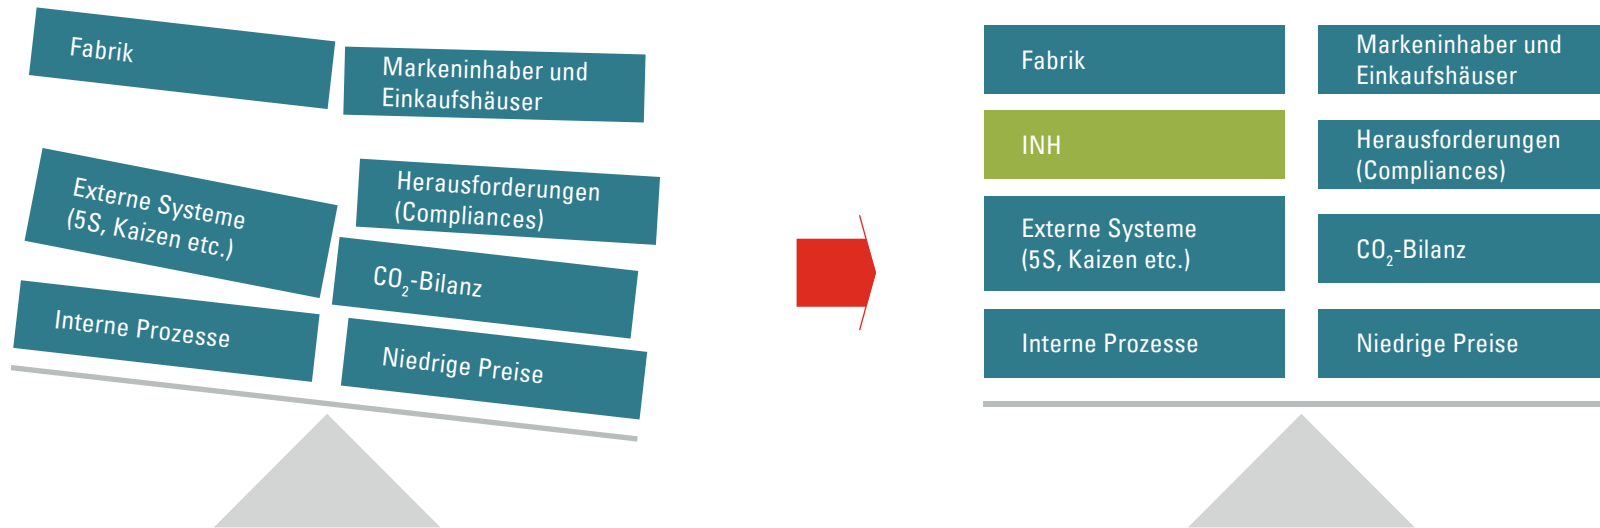 Fabrik
Markeninhaber und
Einkaufshäuser
Externe Systeme
(5S, Kaizen etc.)
Herausforderungen
(Compliances)
CO₂-Bilanz
Interne Prozesse
Niedrige Preise
Fabrik
Markeninhaber und
Einkaufshäuser
INH
Herausforderungen
(Compliances)
Externe Systeme
(5S, Kaizen etc.)
CO₂-Bilanz
Interne Prozesse
Niedrige Preise